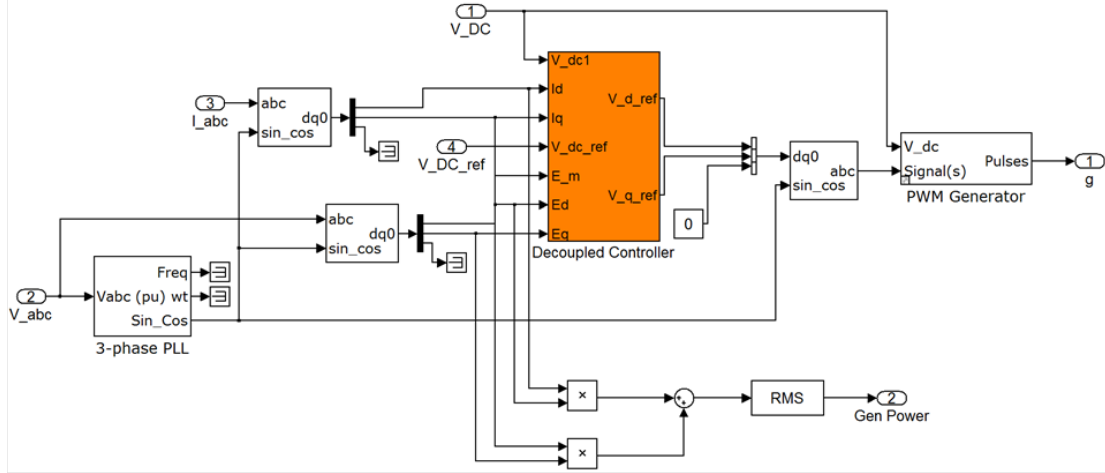 1
V_DC
V_dc1
Id
Iq
V_dc_ref
E_m
Ed
Eq
V_d_ref
V_q_ref
Decoupled Controller
3
I_abc
abc
sin_cos
dq0
4
V_DC_ref
abc
sin_cos
dq0
0
dq0
sin_cos
abc
V_dc
Signal(s)
Pulses
PWM Generator
1
g
2
V_abc
Freq
Vabc (pu) wt
Sin_Cos
3-phase PLL
×
+
+
RMS
2
Gen Power
×